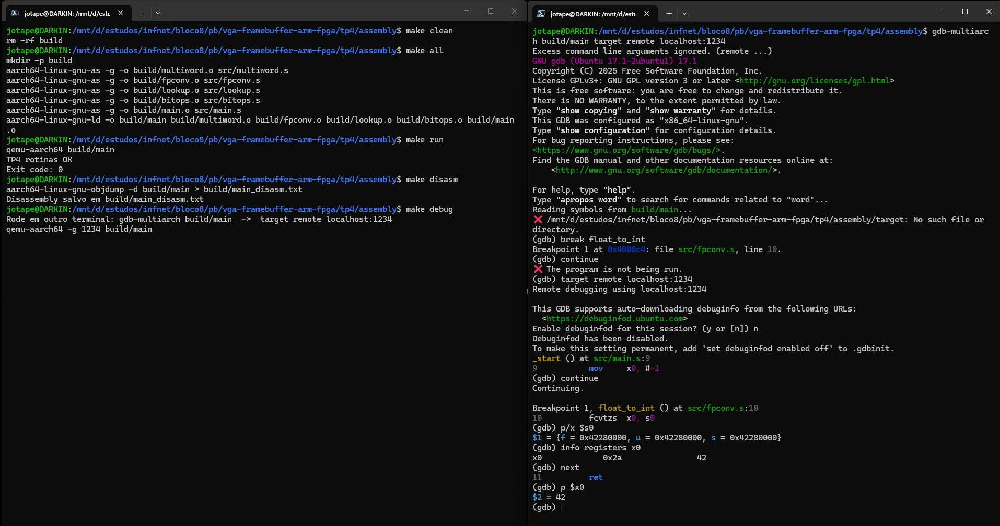 jotape@DARKIN: /mnt/d/estu
jotape@DARKIN:/mnt/d/estudos/infnet/bloco8/pb/vga-framebuffer-arm-fpga/tp4/assembly$ make clean
rm -rf build
jotape@DARKIN:/mnt/d/estudos/infnet/bloco8/pb/vga-framebuffer-arm-fpga/tp4/assembly$ make all
mkdir -p build
aarch64-linux-gnu-as -g -o build/multiword.o src/multiword.s
aarch64-linux-gnu-as -g -o build/fpconv.o src/fpconv.s
aarch64-linux-gnu-as -g -o build/lookup.o src/lookup.s
aarch64-linux-gnu-as -g -o build/bitops.o src/bitops.s
aarch64-linux-gnu-as -g -o build/main.o src/main.s
aarch64-linux-gnu-ld -o build/main build/multiword.o build/fpconv.o build/lookup.o build/bitops.o build/main
.o
jotape@DARKIN:/mnt/d/estudos/infnet/bloco8/pb/vga-framebuffer-arm-fpga/tp4/assembly$ make run
qemu-aarch64 build/main
TP4 rotinas OK
Exit code: 0
jotape@DARKIN:/mnt/d/estudos/infnet/bloco8/pb/vga-framebuffer-arm-fpga/tp4/assembly$ make disasm
aarch64-linux-gnu-objdump -d build/main > build/main_disasm.txt
Disassembly salvo em build/main_disasm.txt
jotape@DARKIN:/mnt/d/estudos/infnet/bloco8/pb/vga-framebuffer-arm-fpga/tp4/assembly$ make debug
Rode em outro terminal: gdb-multiarch build/main  ->  target remote localhost:1234
qemu-aarch64 -g 1234 build/main
jotape@DARKIN: /mnt/d/estu
jotape@DARKIN:/mnt/d/estudos/infnet/bloco8/pb/vga-framebuffer-arm-fpga/tp4/assembly$ gdb-multiarc
h build/main target remote localhost:1234
Excess command line arguments ignored. (remote ...)
GNU gdb (Ubuntu 17.1-2ubuntu1) 17.1
Copyright (C) 2025 Free Software Foundation, Inc.
License GPLv3+: GNU GPL version 3 or later <http://gnu.org/licenses/gpl.html>
This is free software: you are free to change and redistribute it.
There is NO WARRANTY, to the extent permitted by law.
Type "show copying" and "show warranty" for details.
This GDB was configured as "x86_64-linux-gnu".
Type "show configuration" for configuration details.
For bug reporting instructions, please see:
<https://www.gnu.org/software/gdb/bugs/>.
Find the GDB manual and other documentation resources online at:
    <http://www.gnu.org/software/gdb/documentation/>.
For help, type "help".
Type "apropos word" to search for commands related to "word"...
Reading symbols from build/main...
❌ /mnt/d/estudos/infnet/bloco8/pb/vga-framebuffer-arm-fpga/tp4/assembly/target: No such file or
directory.
(gdb) break float_to_int
Breakpoint 1 at 0x4000c4: file src/fpconv.s, line 10.
(gdb) continue
❌ The program is not being run.
(gdb) target remote localhost:1234
Remote debugging using localhost:1234
This GDB supports auto-downloading debuginfo from the following URLs:
  <https://debuginfod.ubuntu.com>
Enable debuginfod for this session? (y or [n]) n
Debuginfod has been disabled.
To make this setting permanent, add 'set debuginfod enabled off' to .gdbinit.
_start () at src/main.s:9
9           mov     x0, #-1
(gdb) continue
Continuing.
Breakpoint 1, float_to_int () at src/fpconv.s:10
10          fcvtzs  x0, s0
(gdb) p/x $s0
$1 = {f = 0x42280000, u = 0x42280000, s = 0x42280000}
(gdb) info registers x0
x0             0x2a                42
(gdb) next
11          ret
(gdb) p $x0
$2 = 42
(gdb)